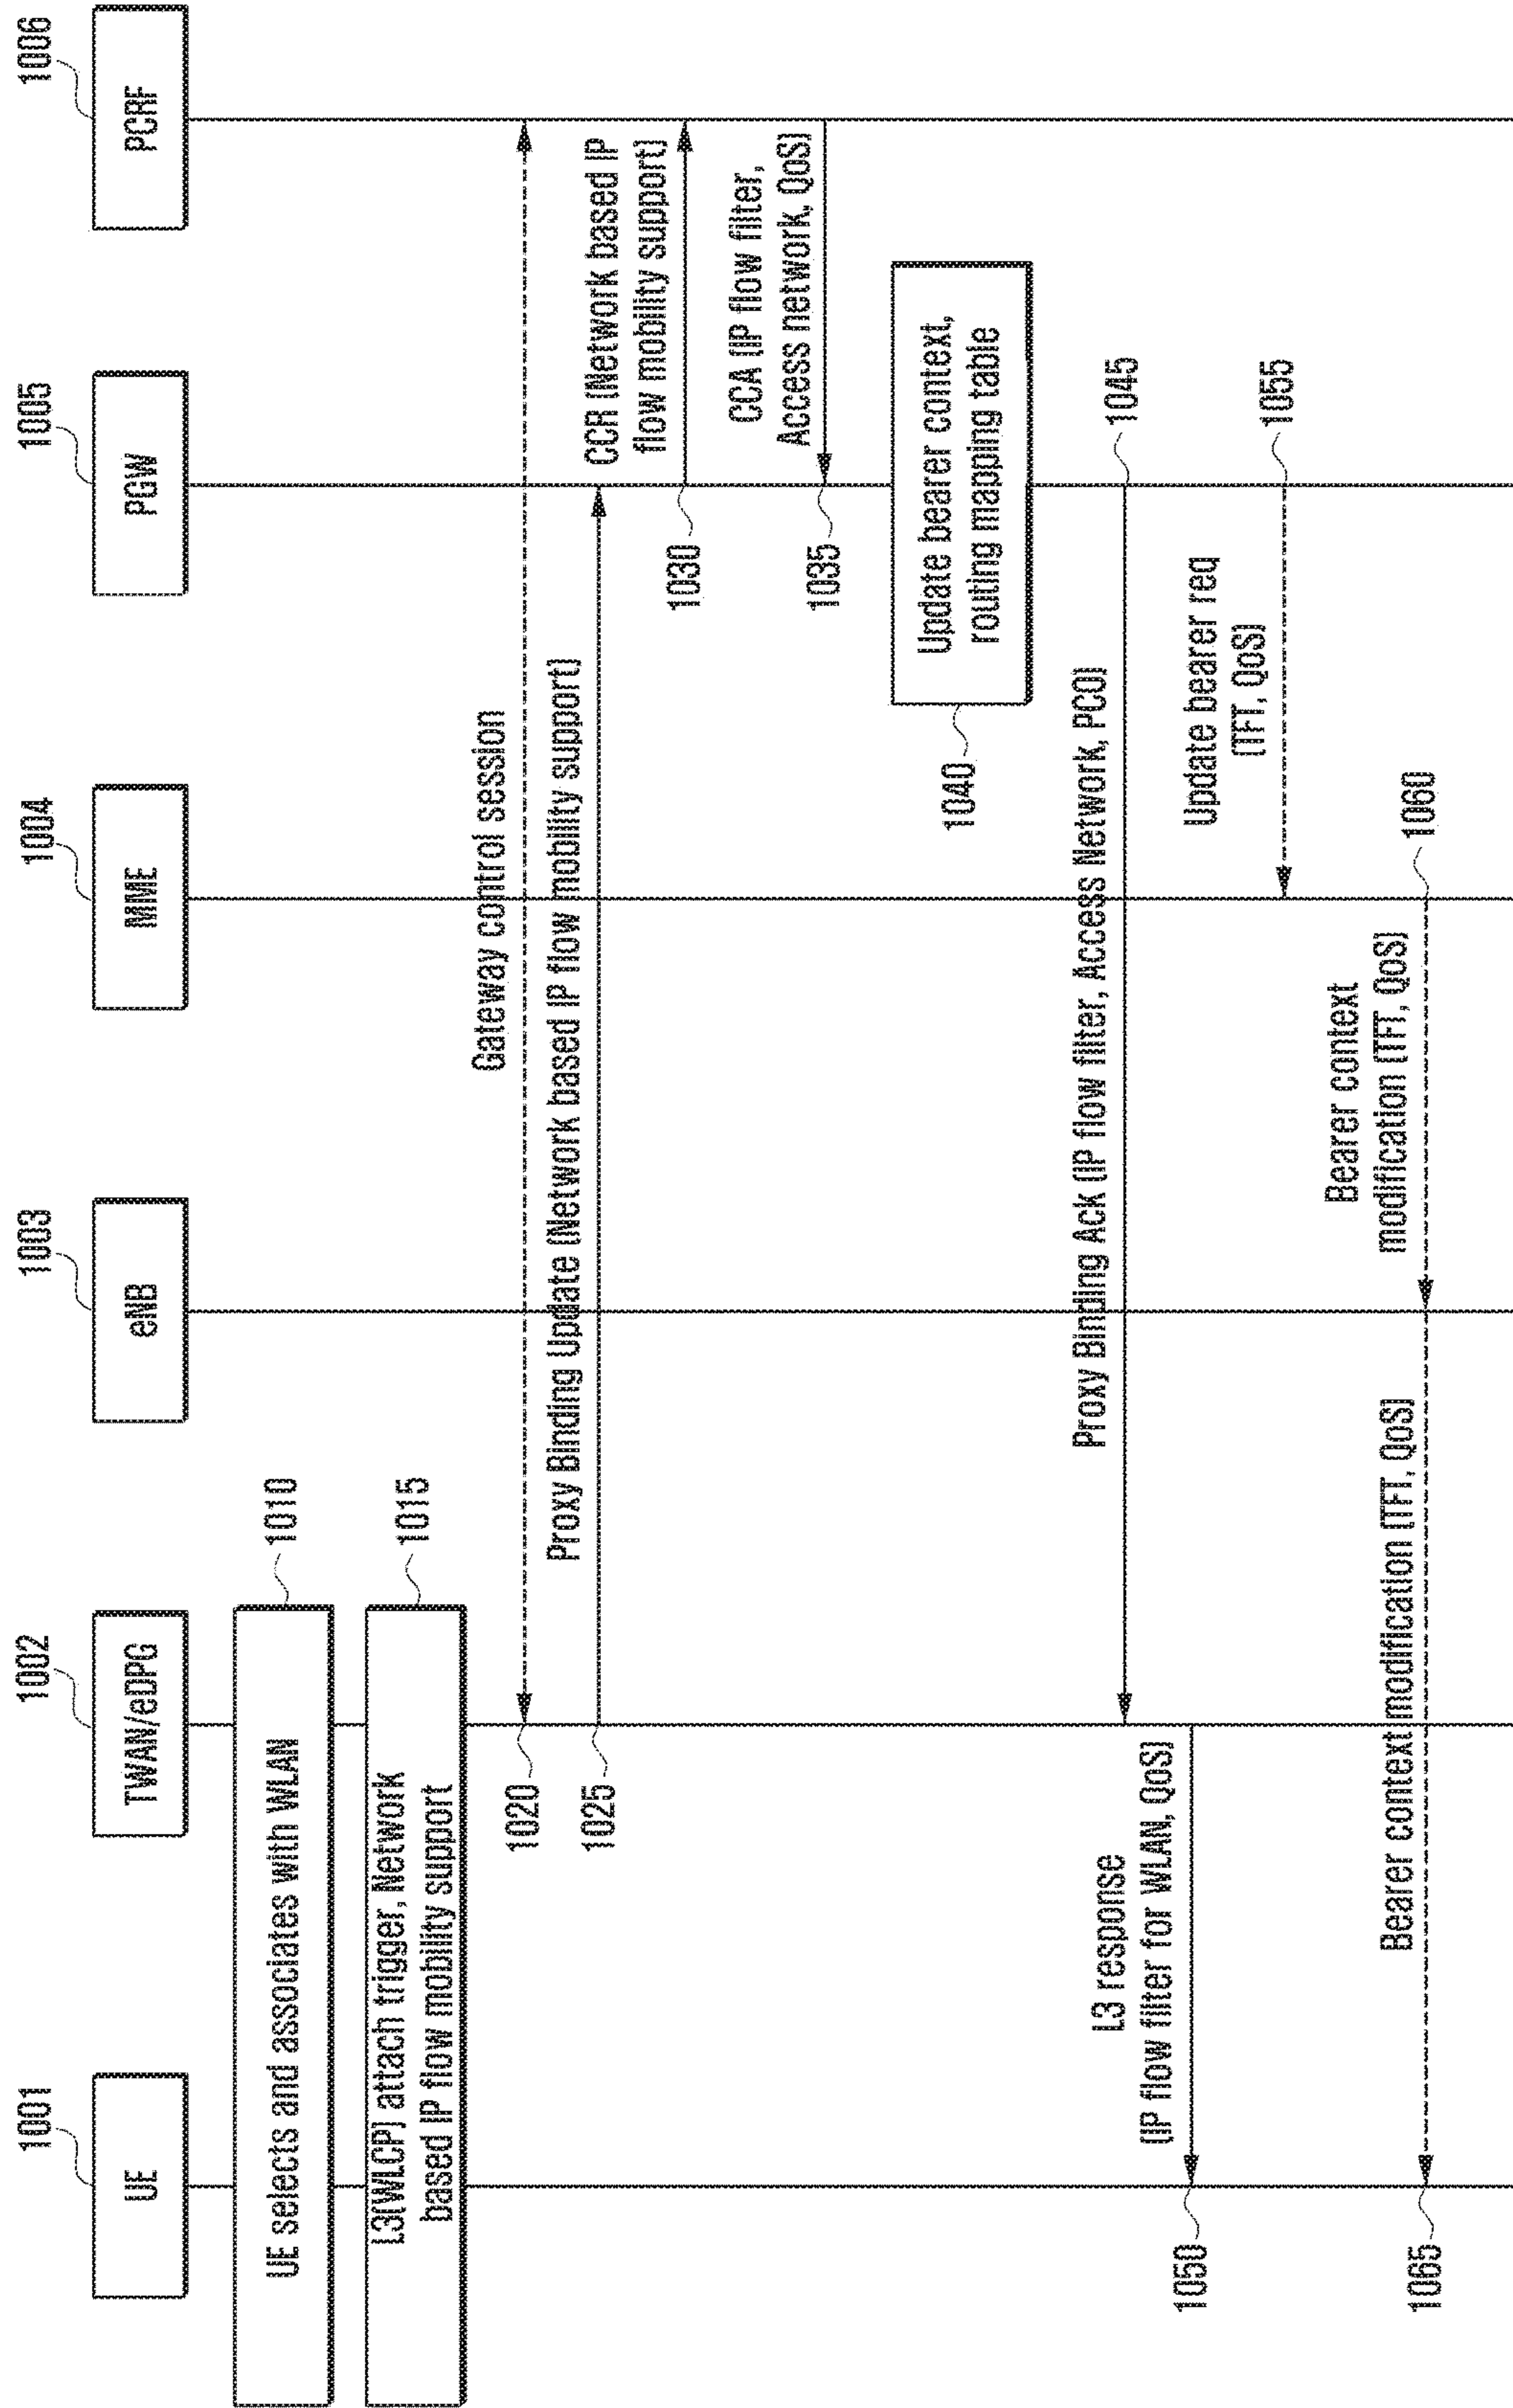 1001
1002
1003
1004
1005
1006
UE
TWAN/eDPG
eNB
MME
PGW
PCRF
UE selects and associates with WLAN
1010
L3(WLCP) attach trigger, Network
based IP flow mobility support
1015
Gateway control session
1020
Proxy Binding Update (Network based IP flow mobility support)
1025
CCR (Network based IP
flow mobility support)
1030
CCA (IP flow filter,
Access network, QoS)
1035
Update bearer context,
routing mapping table
1040
Proxy Binding Ack (IP flow filter, Access Network, PCO)
1045
L3 response
(IP flow filter for WLAN, QoS)
1050
Update bearer req
(TFT, QoS)
1055
Bearer context
modification (TFT, QoS)
1060
Bearer context modification (TFT, QoS)
1065